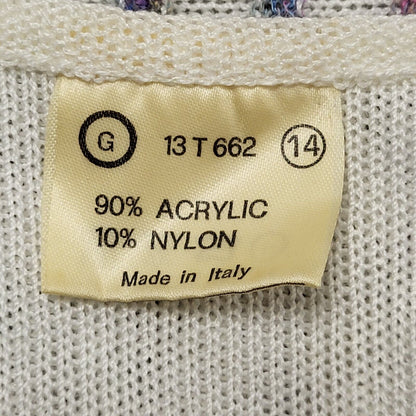 G 13 T 662 14
90% ACRYLIC
10% NYLON
Made in Italy